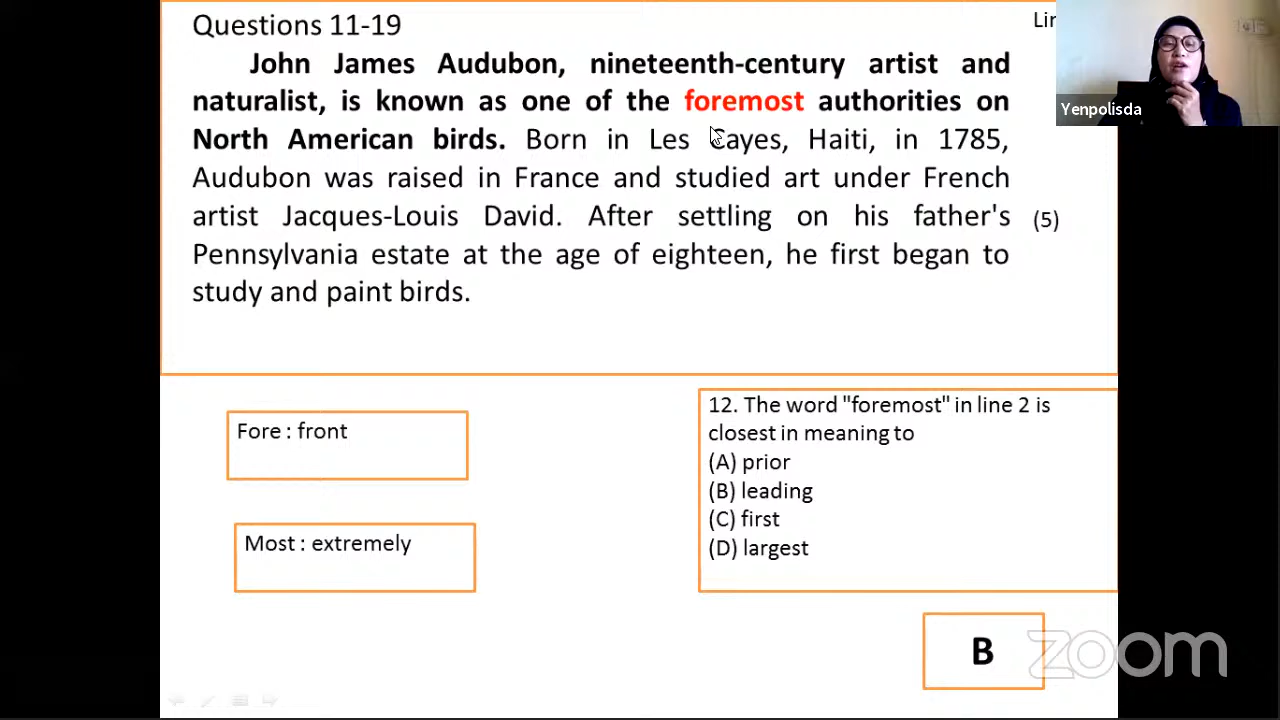 Questions 11-19
Lin
John James Audubon, nineteenth-century artist and
naturalist, is known as one of the foremost authorities on
North American birds. Born in Les Cayes, Haiti, in 1785,
Audubon was raised in France and studied art under French
artist Jacques-Louis David. After settling on his father's (5)
Pennsylvania estate at the age of eighteen, he first began to
study and paint birds.
Yenpolisda
Fore : front
Most : extremely
12. The word "foremost" in line 2 is
closest in meaning to
(A) prior
(B) leading
(C) first
(D) largest
B
zoom